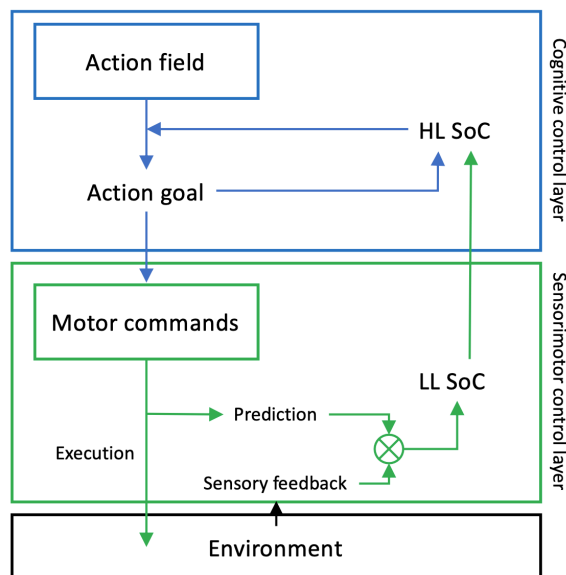 Action field
HL SoC
Action goal
Cognitive control layer
Motor commands
LL SoC
Prediction
Execution
Sensory feedback
Sensorimotor control layer
Environment